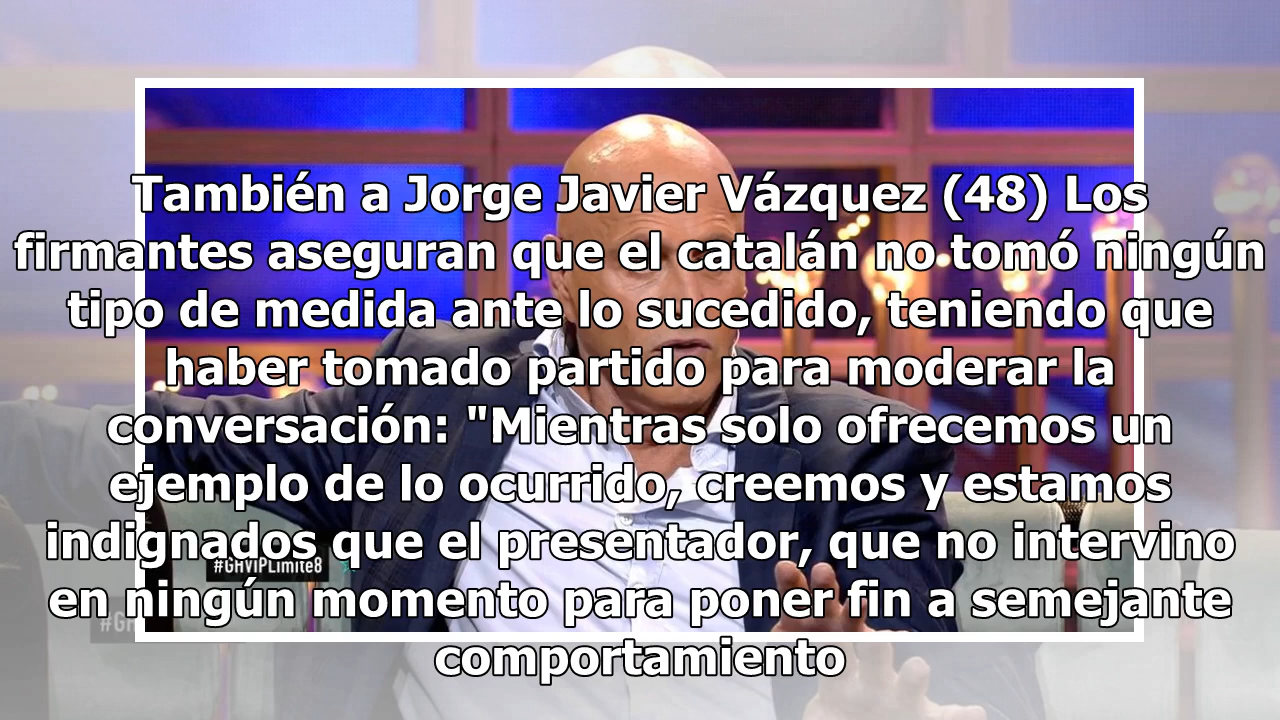 También a Jorge Javier Vázquez (48) Los
firmantes aseguran que el catalán no tomó ningún
tipo de medida ante lo sucedido, teniendo que
haber tomado partido para moderar la
conversación: "Mientras solo ofrecemos un
ejemplo de lo ocurrido, creemos y estamos
indignados que el presentador, que no intervino
#GHVIPLimite8
en ningún momento para poner fin a semejante
#GH
comportamiento